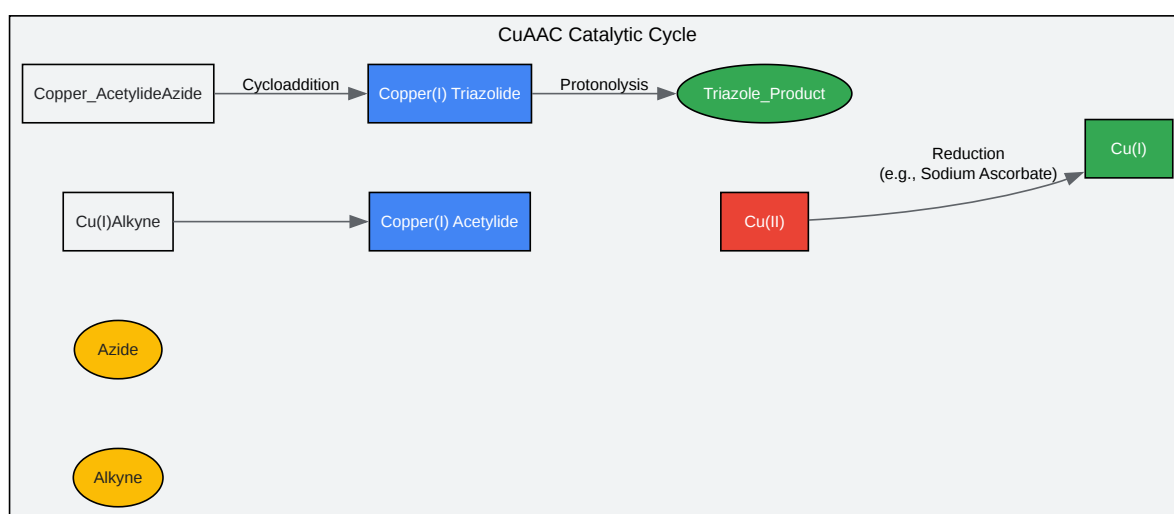 CuAAC Catalytic Cycle
Copper_AcetylideAzide
Cycloaddition
Copper(I) Triazolide
Protonolysis
Triazole_Product
Cu(I)Alkyne
Copper(I) Acetylide
Cu(II)
Reduction
(e.g., Sodium Ascorbate)
Cu(I)
Azide
Alkyne